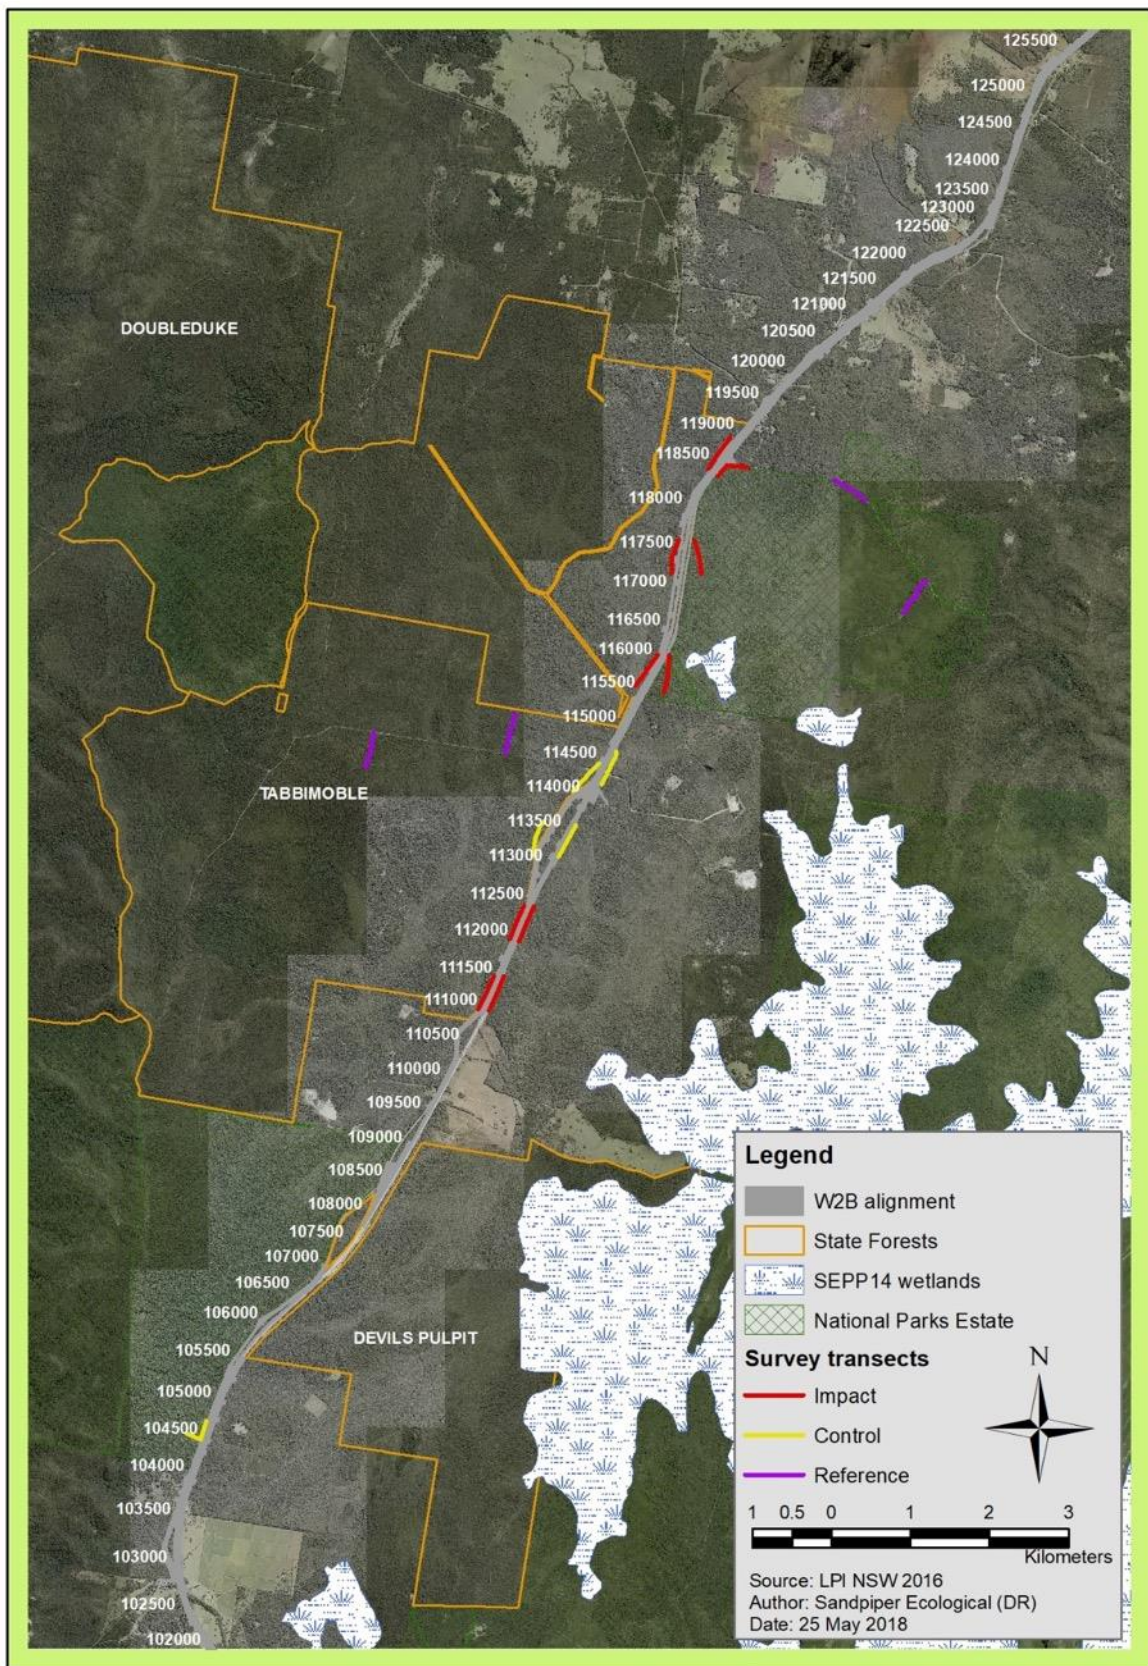 125500
125000
124500
124000
123500
123000
122500
122000
121500
121000
120500
120000
119500
119000
118500
118000
117500
117000
116500
116000
115500
115000
114500
114000
113500
113000
112500
112000
111500
111000
110500
110000
109500
109000
108500
108000
107500
107000
106500
106000
105500
105000
104500
104000
103500
103000
102500
102000
DOUBLEDUKE
TABBIMOBLE
DEVILS PULPIT
Legend
W2B alignment
State Forests
SEPP14 wetlands
National Parks Estate
Survey transects
Impact
Control
Reference
N
1 0.5 0 1 2 3
Kilometers
Source: LPI NSW 2016
Author: Sandpiper Ecological (DR)
Date: 25 May 2018